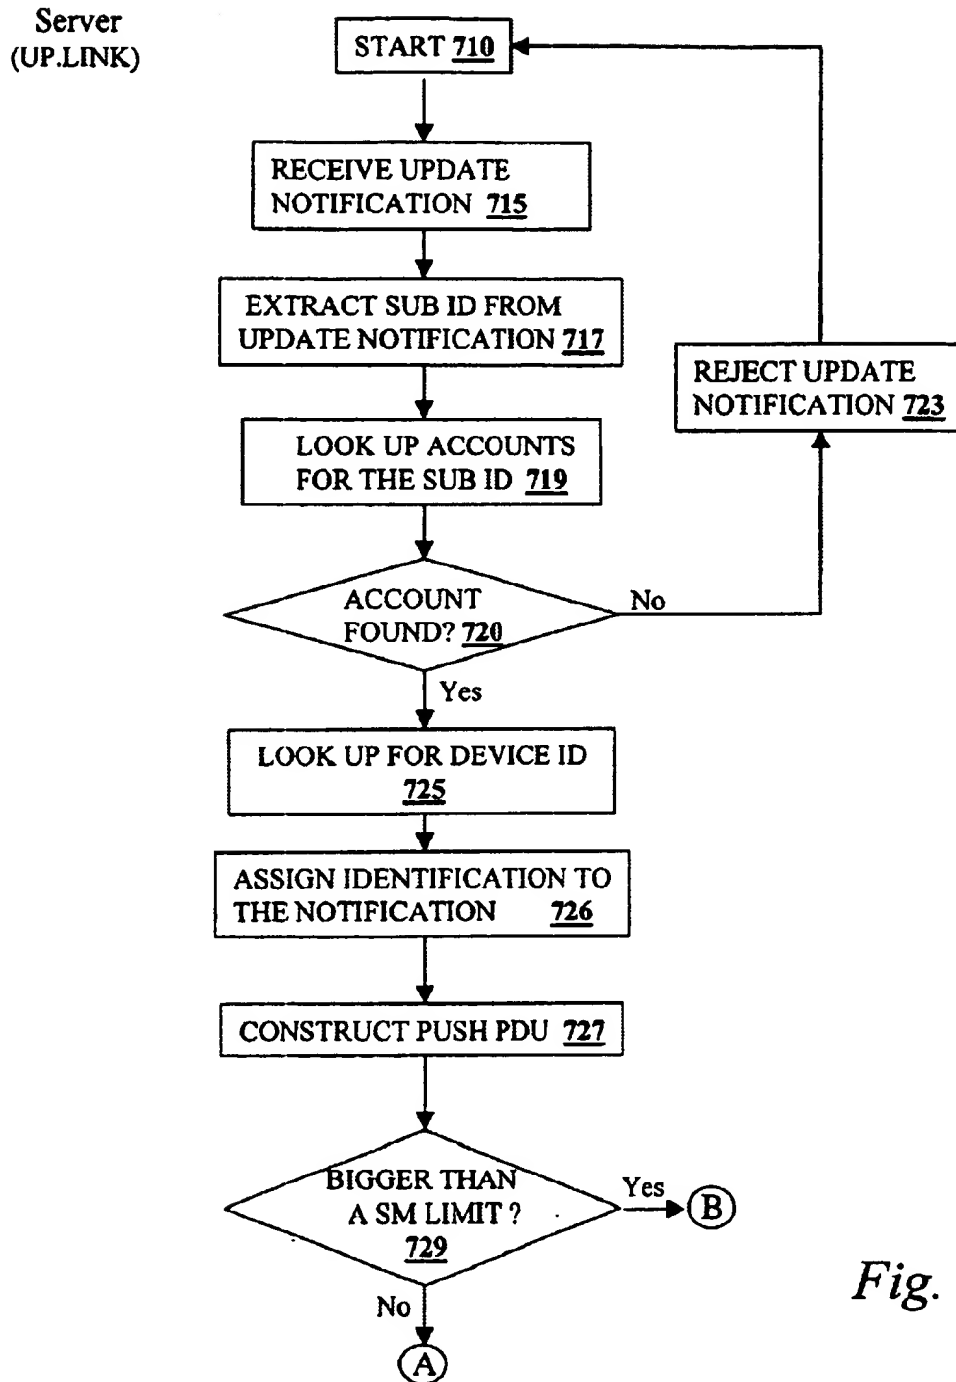 Server
(UP.LINK)
START 710
RECEIVE UPDATE
NOTIFICATION 715
EXTRACT SUB ID FROM
UPDATE NOTIFICATION 717
REJECT UPDATE
NOTIFICATION 723
LOOK UP ACCOUNTS
FOR THE SUB ID 719
ACCOUNT
FOUND? 720
No
Yes
LOOK UP FOR DEVICE ID
725
ASSIGN IDENTIFICATION TO
THE NOTIFICATION 726
CONSTRUCT PUSH PDU 727
BIGGER THAN
A SM LIMIT ?
729
Yes
B
No
A
Fig.